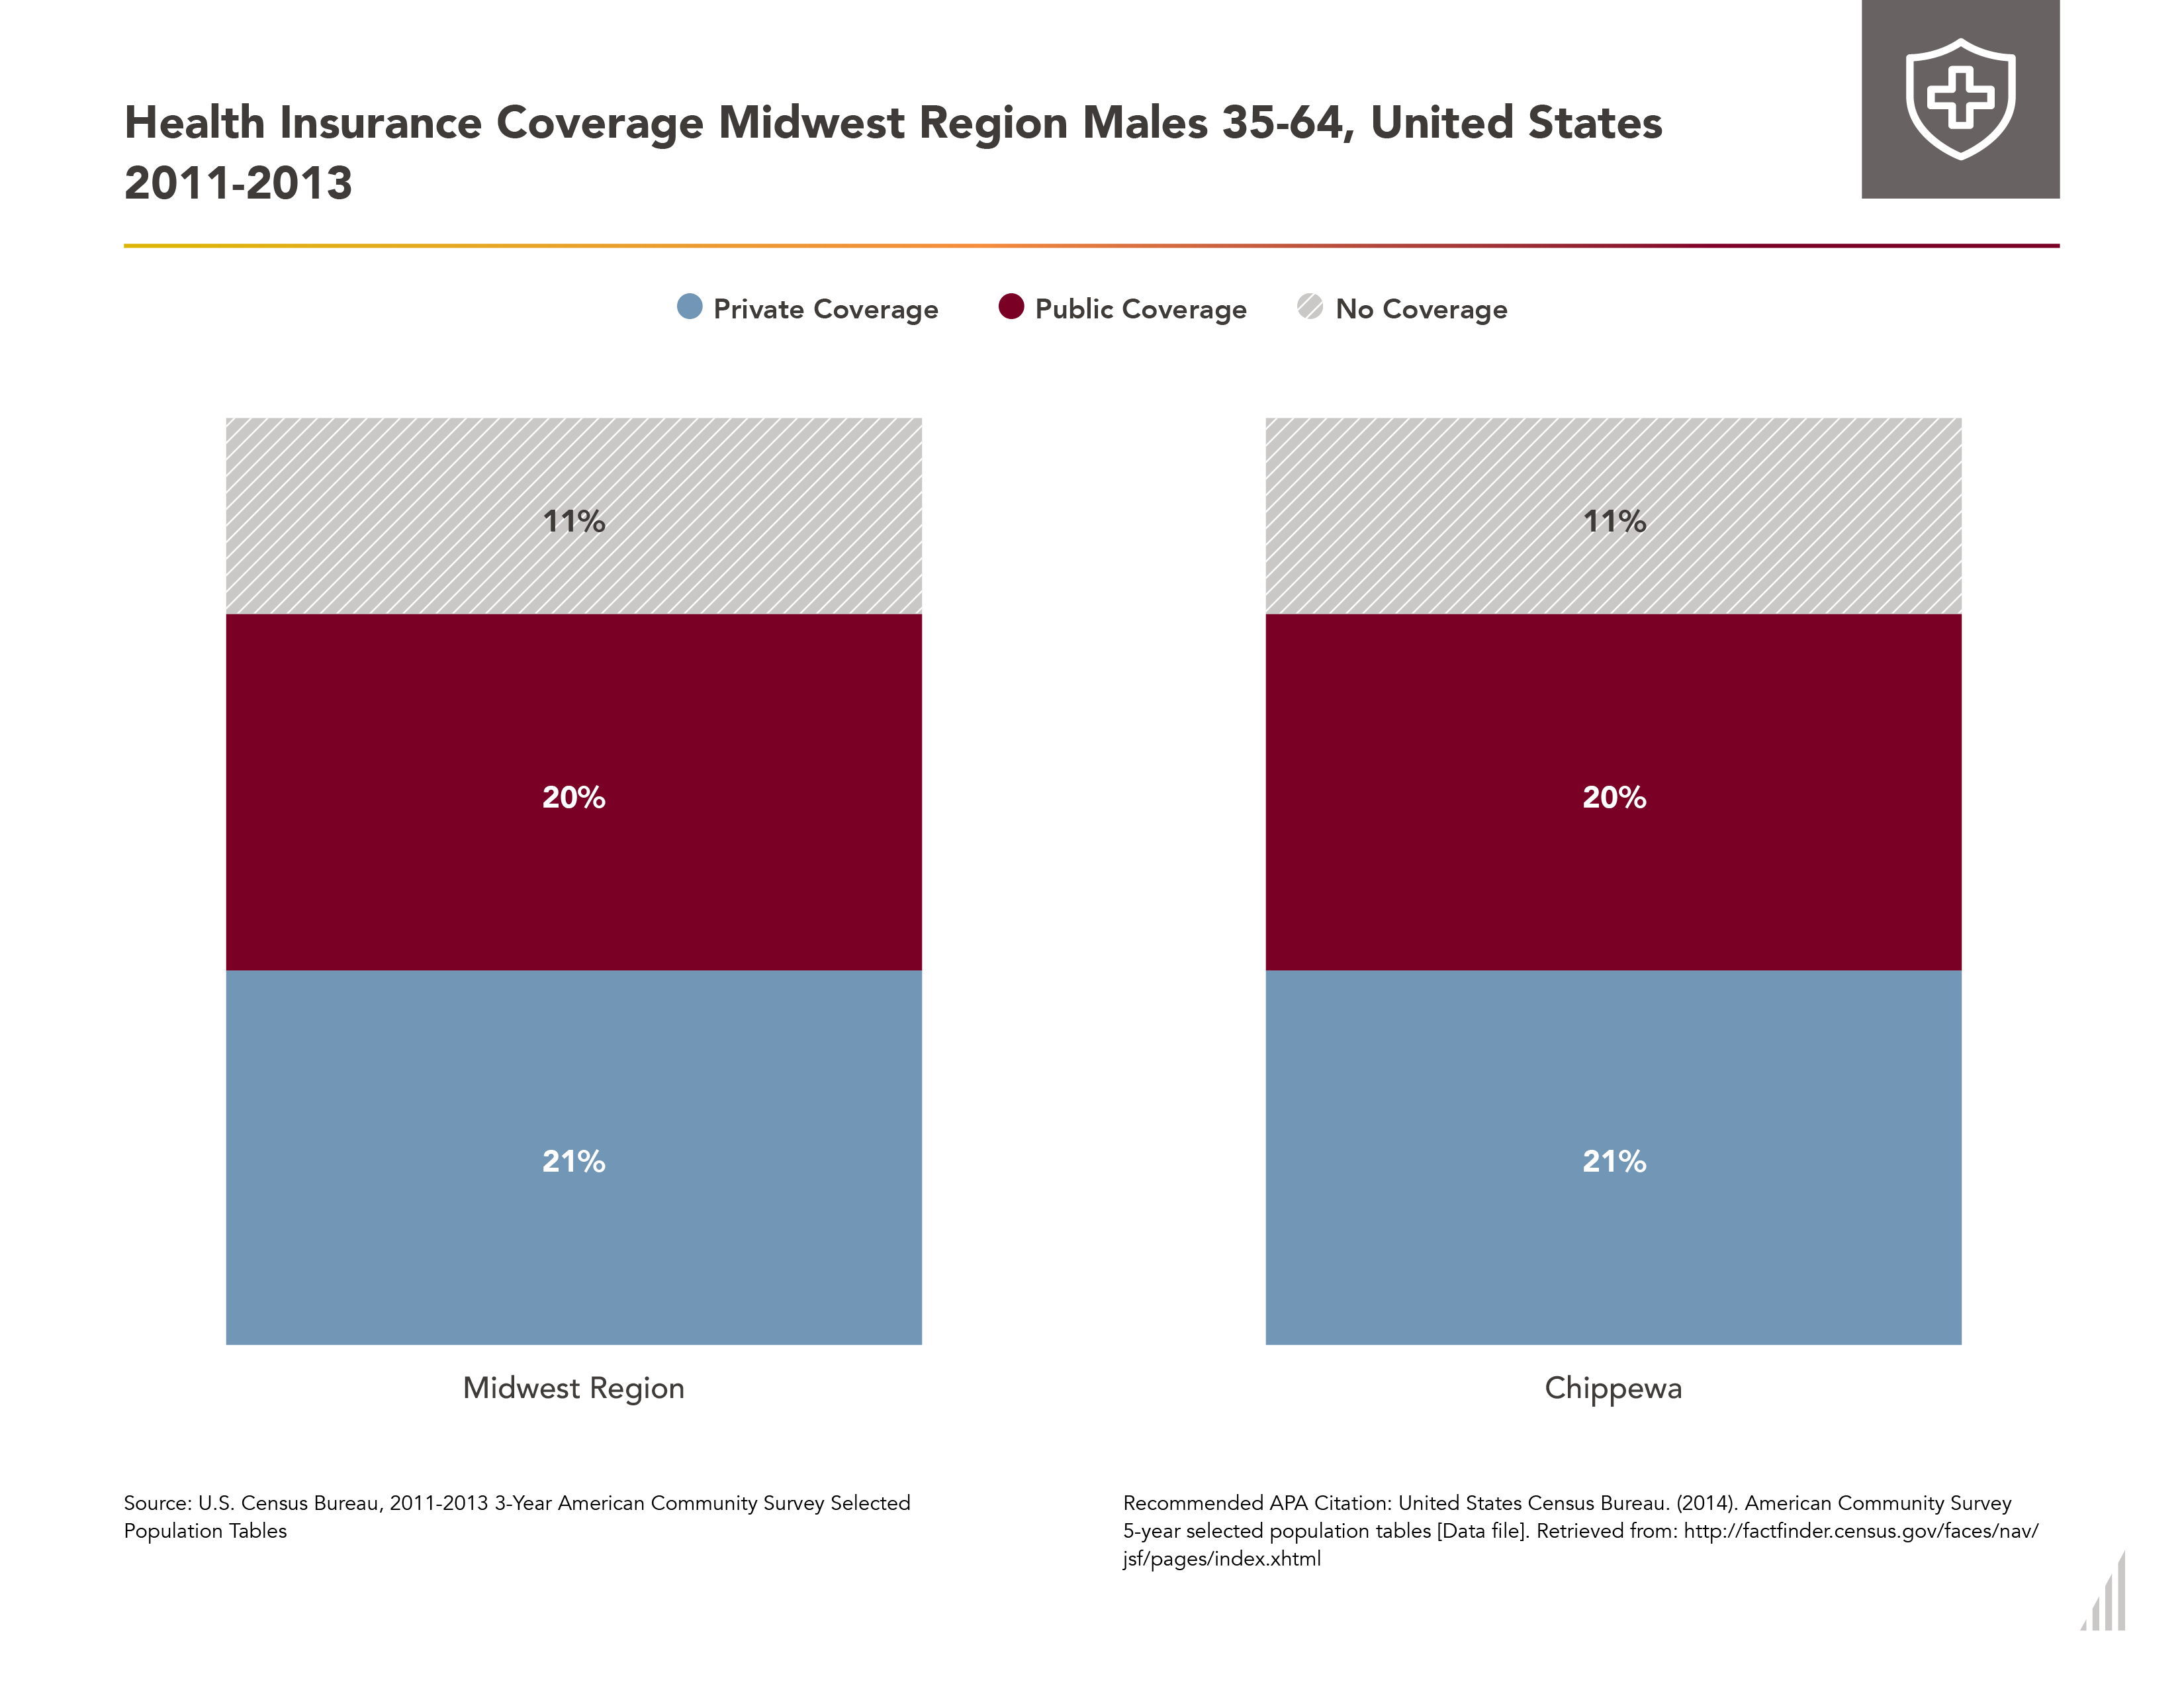 Health Insurance Coverage Midwest Region Males 35-64, United States
2011-2013
Private Coverage
Public Coverage
No Coverage
11%
11%
20%
20%
21%
21%
Midwest Region
Chippewa
Source: U.S. Census Bureau, 2011-2013 3-Year American Community Survey Selected
Population Tables
Recommended APA Citation: United States Census Bureau. (2014). American Community Survey
5-year selected population tables [Data file]. Retrieved from: http://factfinder.census.gov/faces/nav/
jsf/pages/index.xhtml